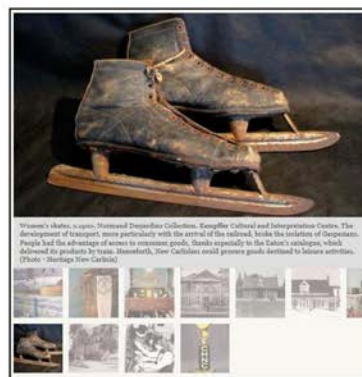 Women's skates, c.1920. Normand Desjardins Collection. Kempffer Cultural and Interpretation Centre. The
development of transport, more particularly with the arrival of the railroad, broke the isolation of Gaspesians.
People had the advantage of access to consumer goods, thanks especially to the Eaton's catalogue, which
delivered its products by train. Henceforth, New Carlislers could procure goods destined to leisure activities.
(Photo - Heritage New Carlisle)